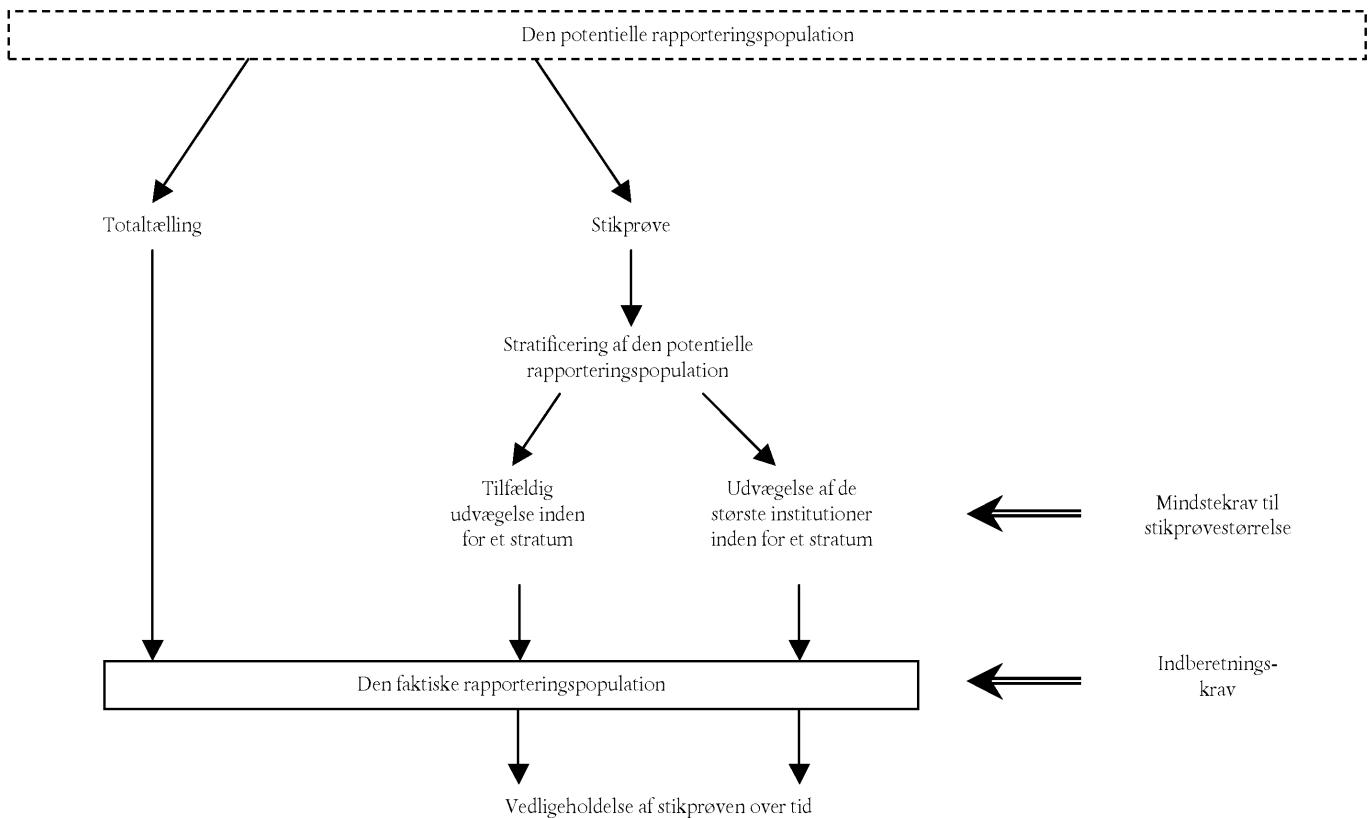 Den potentielle rapporteringspopulation
Totaltælling
Stikprøve
Stratificering af den potentielle
rapporteringspopulation
Tilfældig
udvægelse inden
for et stratum
Udvægelse af de
største institutioner
inden for et stratum
Mindstekrav til
stikprøvestørrelse
Den faktiske rapporteringspopulation
Indberetnings-
krav
Vedligeholdelse af stikprøven over tid